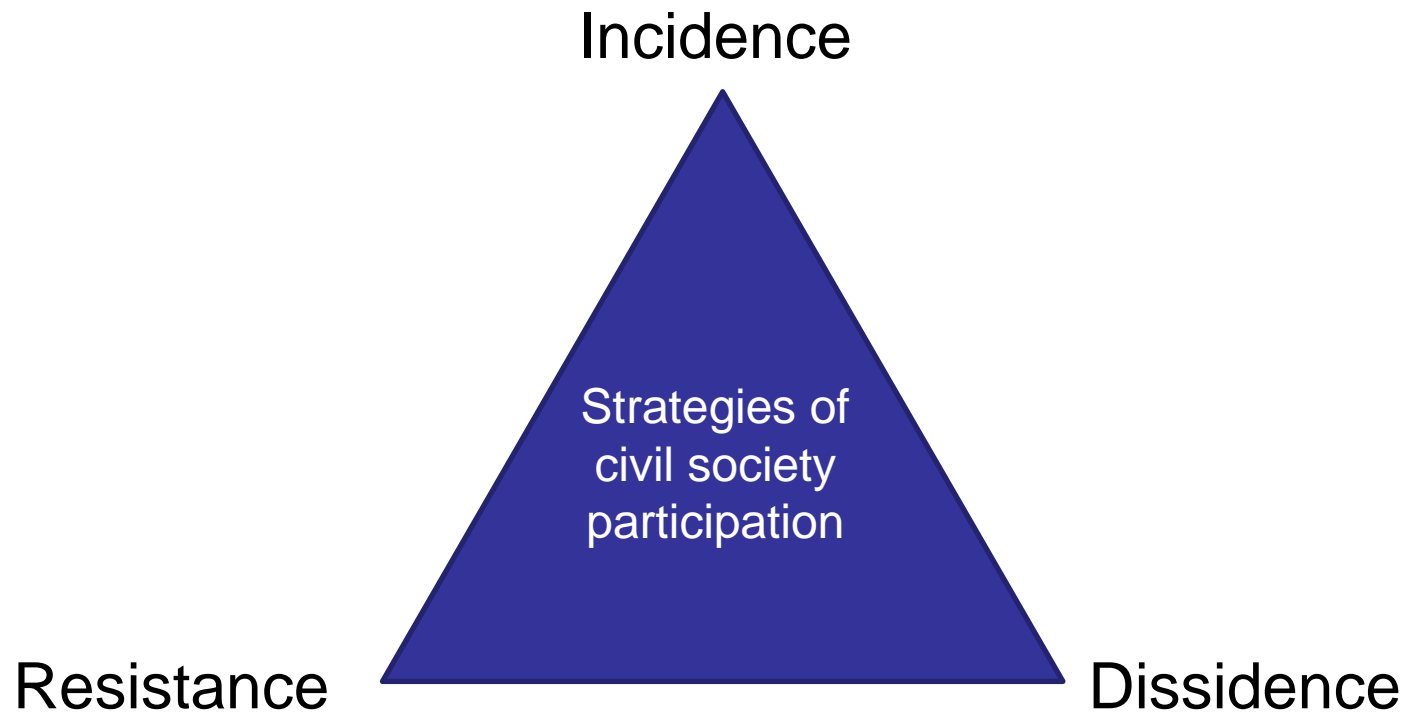 Incidence
Strategies of
civil society
participation
Resistance
Dissidence